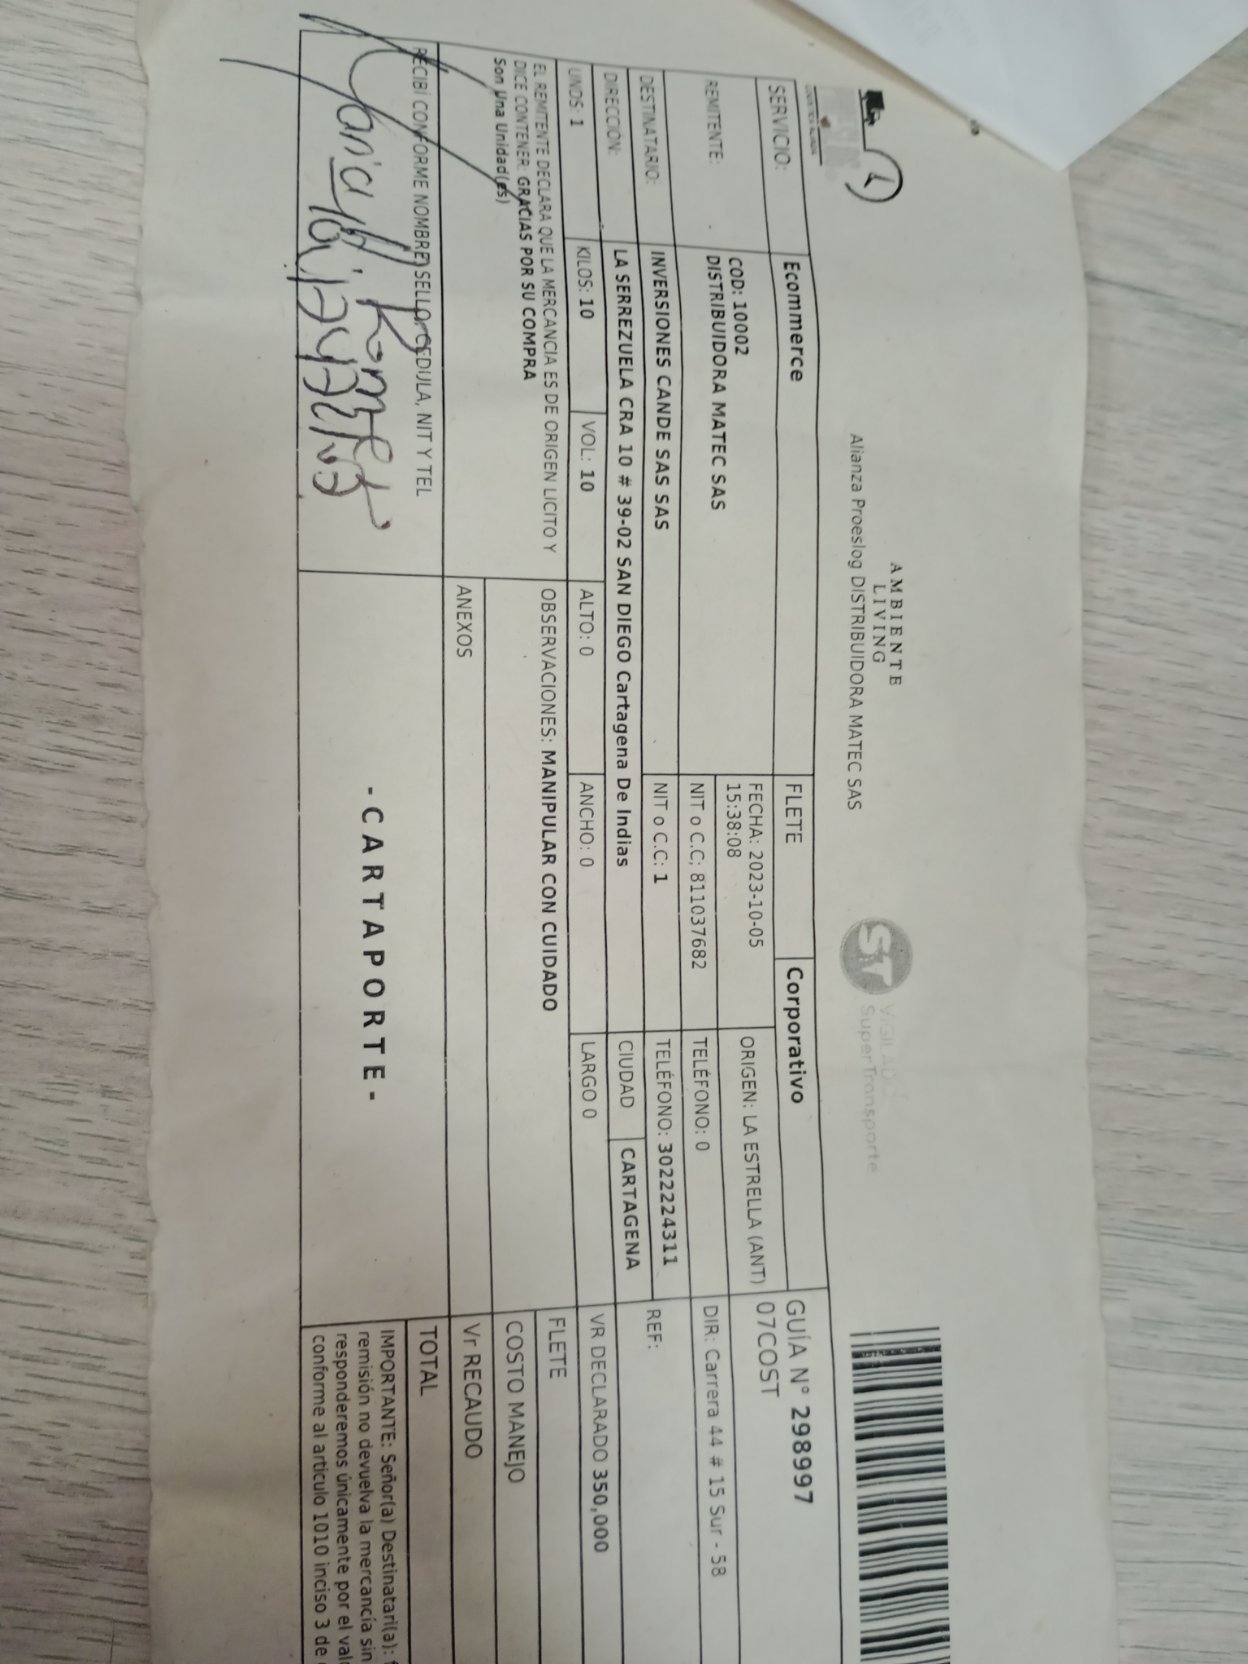 AMBIENTE
LIVING
Alianza Proeslog DISTRIBUIDORA MATEC SAS
ST
VIGILADO
SuperTransporte
SERVICIO:
Ecommerce
FLETE
Corporativo
GUÍA N° 298997
07COST
REMITENTE:
COD: 10002
DISTRIBUIDORA MATEC SAS
FECHA: 2023-10-05
15:38:08
ORIGEN: LA ESTRELLA (ANT)
NIT o C.C: 811037682
TELÉFONO: 0
DIR: Carrera 44 # 15 Sur - 58
DESTINATARIO:
INVERSIONES CANDE SAS SAS
NIT o C.C: 1
TELÉFONO: 3022224311
REF:
DIRECCIÓN:
LA SERREZUELA CRA 10 # 39-02 SAN DIEGO Cartagena De Indias
CIUDAD
CARTAGENA
UNDS: 1
KILOS: 10
VOL: 10
ALTO: 0
ANCHO: 0
LARGO 0
VR DECLARADO 350,000
EL REMITENTE DECLARA QUE LA MERCANCIA ES DE ORIGEN LICITO Y
DICE CONTENER: GRACIAS POR SU COMPRA
Son Una Unidad(es)
OBSERVACIONES: MANIPULAR CON CUIDADO
FLETE
COSTO MANEJO
ANEXOS
Vr RECAUDO
RECIBÍ CONFORME NOMBRE, SELLO, CEDULA, NIT Y TEL
TOTAL
- CARTAPORTE -
IMPORTANTE: Señor(a) Destinatari(a):
remisión no devuelva la mercancía sin
responderemos únicamente por el
conforme al articulo 1010 inciso 3 de